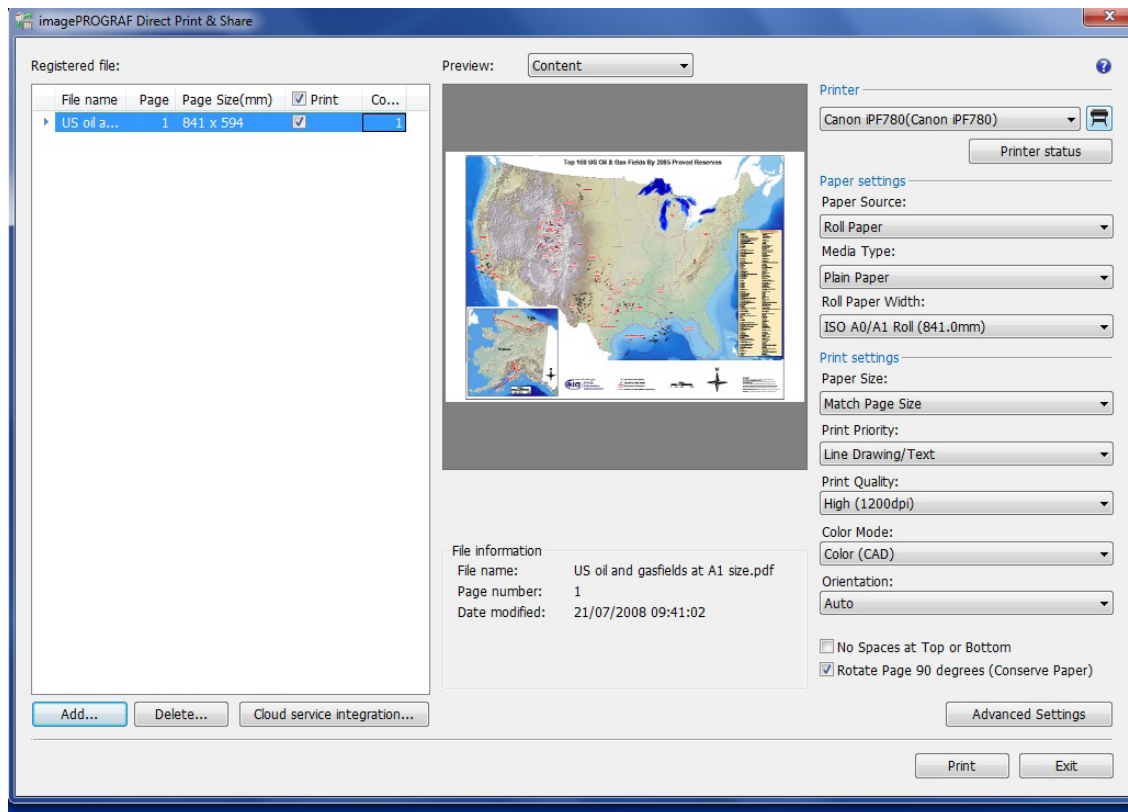 imagePROGRAF Direct Print & Share
Registered file:
File name Page Page Size(mm) Print Co...
US oil a... 1 841 x 594 1
Add... Delete... Cloud service integration...
Preview: Content
Top 100 US Oil & Gas Fields By 2005 Proved Reserves
eia
N
File information
File name: US oil and gasfields at A1 size.pdf
Page number: 1
Date modified: 21/07/2008 09:41:02
Printer
Canon iPF780(Canon iPF780)
Printer status
Paper settings
Paper Source:
Roll Paper
Media Type:
Plain Paper
Roll Paper Width:
ISO A0/A1 Roll (841.0mm)
Print settings
Paper Size:
Match Page Size
Print Priority:
Line Drawing/Text
Print Quality:
High (1200dpi)
Color Mode:
Color (CAD)
Orientation:
Auto
No Spaces at Top or Bottom
Rotate Page 90 degrees (Conserve Paper)
Advanced Settings
Print Exit